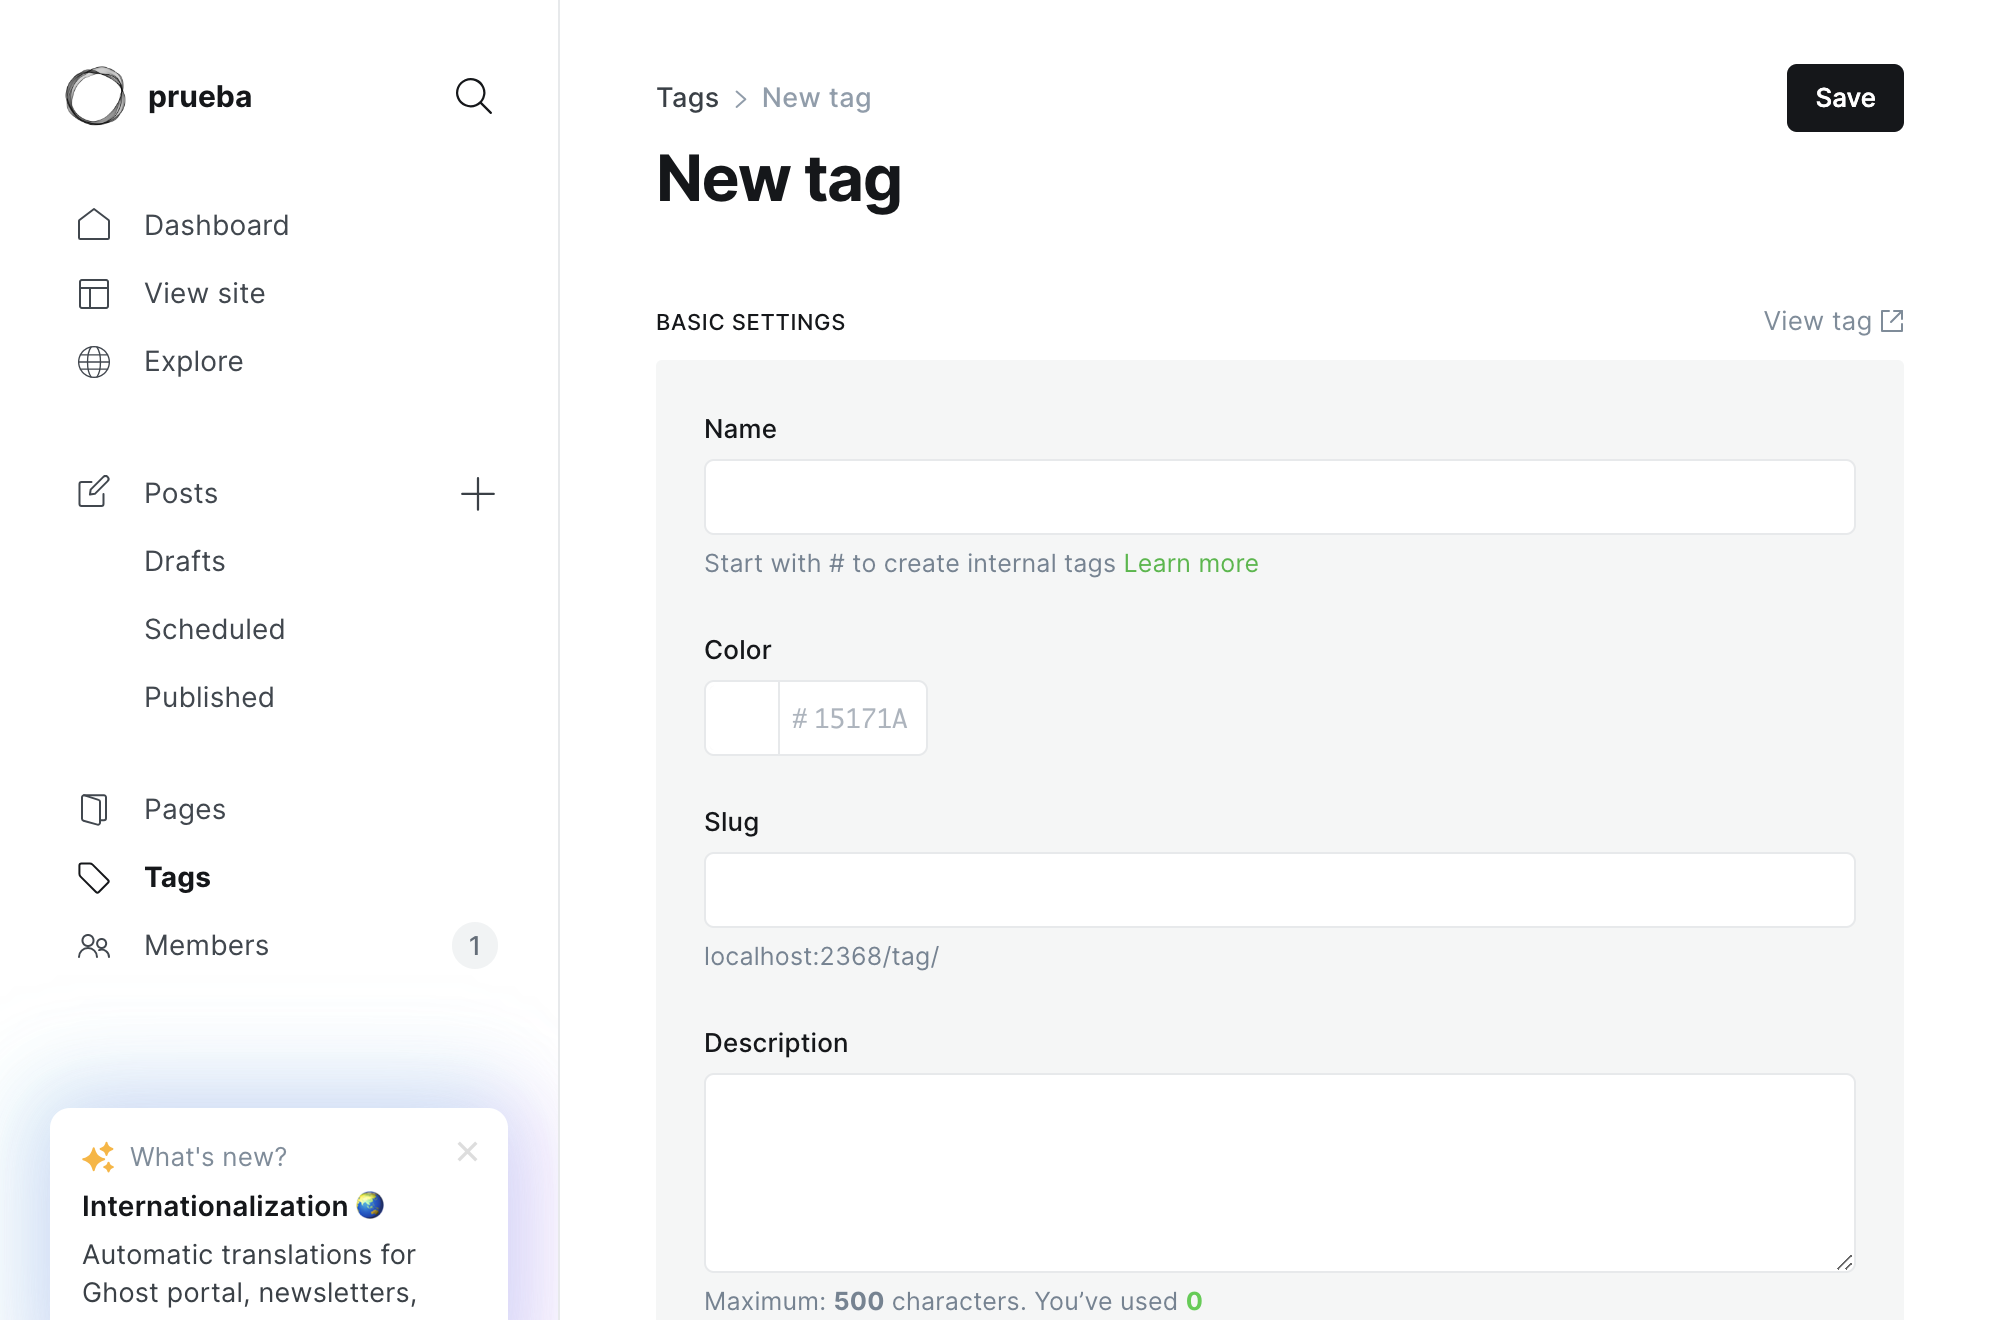 prueba
Dashboard
View site
Explore
Posts
Drafts
Scheduled
Published
Pages
Tags
Members 1
What's new?
Internationalization
Automatic translations for
Ghost portal, newsletters,
Tags > New tag
Save
New tag
BASIC SETTINGS
View tag
Name
Start with # to create internal tags Learn more
Color
# 15171A
Slug
localhost:2368/tag/
Description
Maximum: 500 characters. You’ve used 0